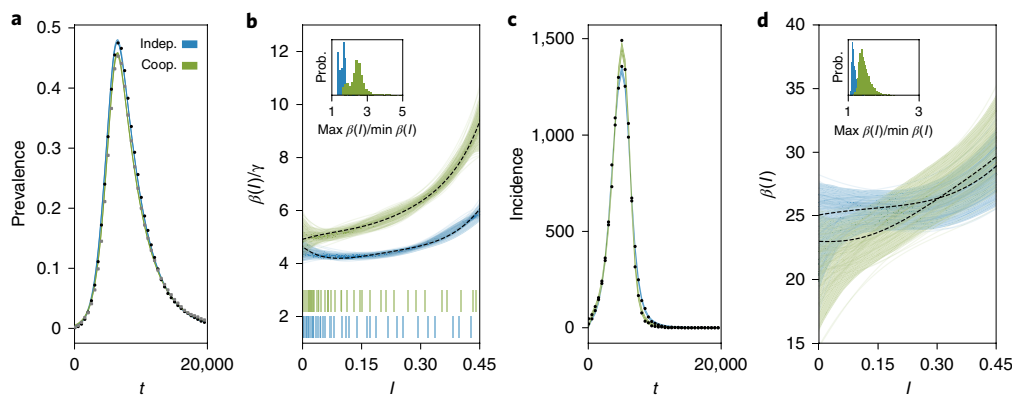 a
Prevalence
0.5
0.4
0.3
0.2
0.1
0
Indep.
Coop.
0
20,000
t
b
β(I)/γ
12
10
8
6
4
2
Prob.
1
3
5
Max β(I)/min β(I)
0
0.15
0.30
0.45
I
c
Incidence
1,500
1,000
500
0
0
20,000
t
d
β(I)
35
30
25
20
15
Prob.
1
3
Max β(I)/min β(I)
0
0.15
0.30
0.45
I